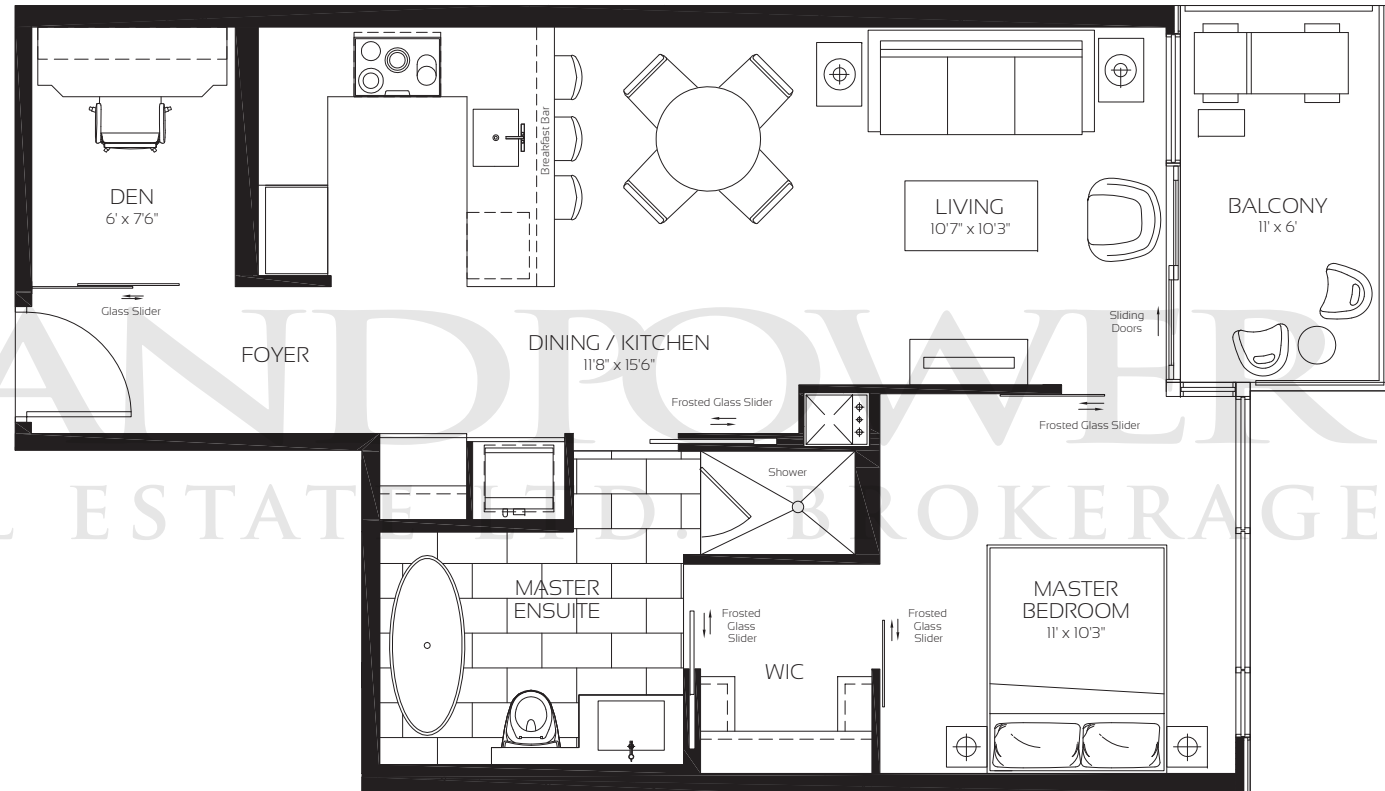 DEN
6' x 7'6"
Glass Slider
FOYER
Breakfast Bar
DINING / KITCHEN
11'8" x 15'6"
LIVING
10'7" x 10'3"
BALCONY
11' x 6'
Sliding
Doors
Frosted Glass Slider
Frosted Glass Slider
Shower
MASTER
ENSUITE
Frosted
Glass
Slider
WIC
Frosted
Glass
Slider
MASTER
BEDROOM
11' x 10'3"
ANDPOWER
L ESTATE LTD. BROKERAGE